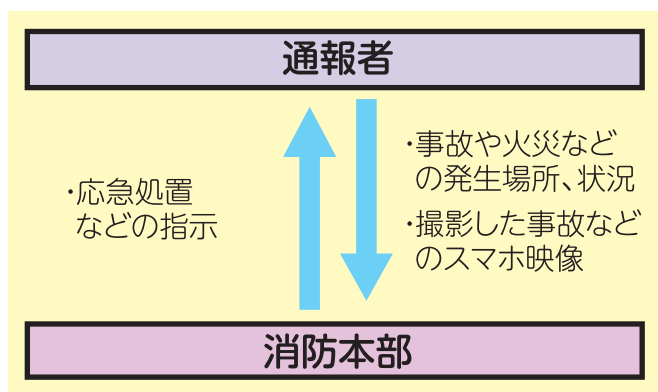 通報者
・応急処置
などの指示
・事故や火災など
の発生場所、状況
・撮影した事故など
のスマホ映像
消防本部